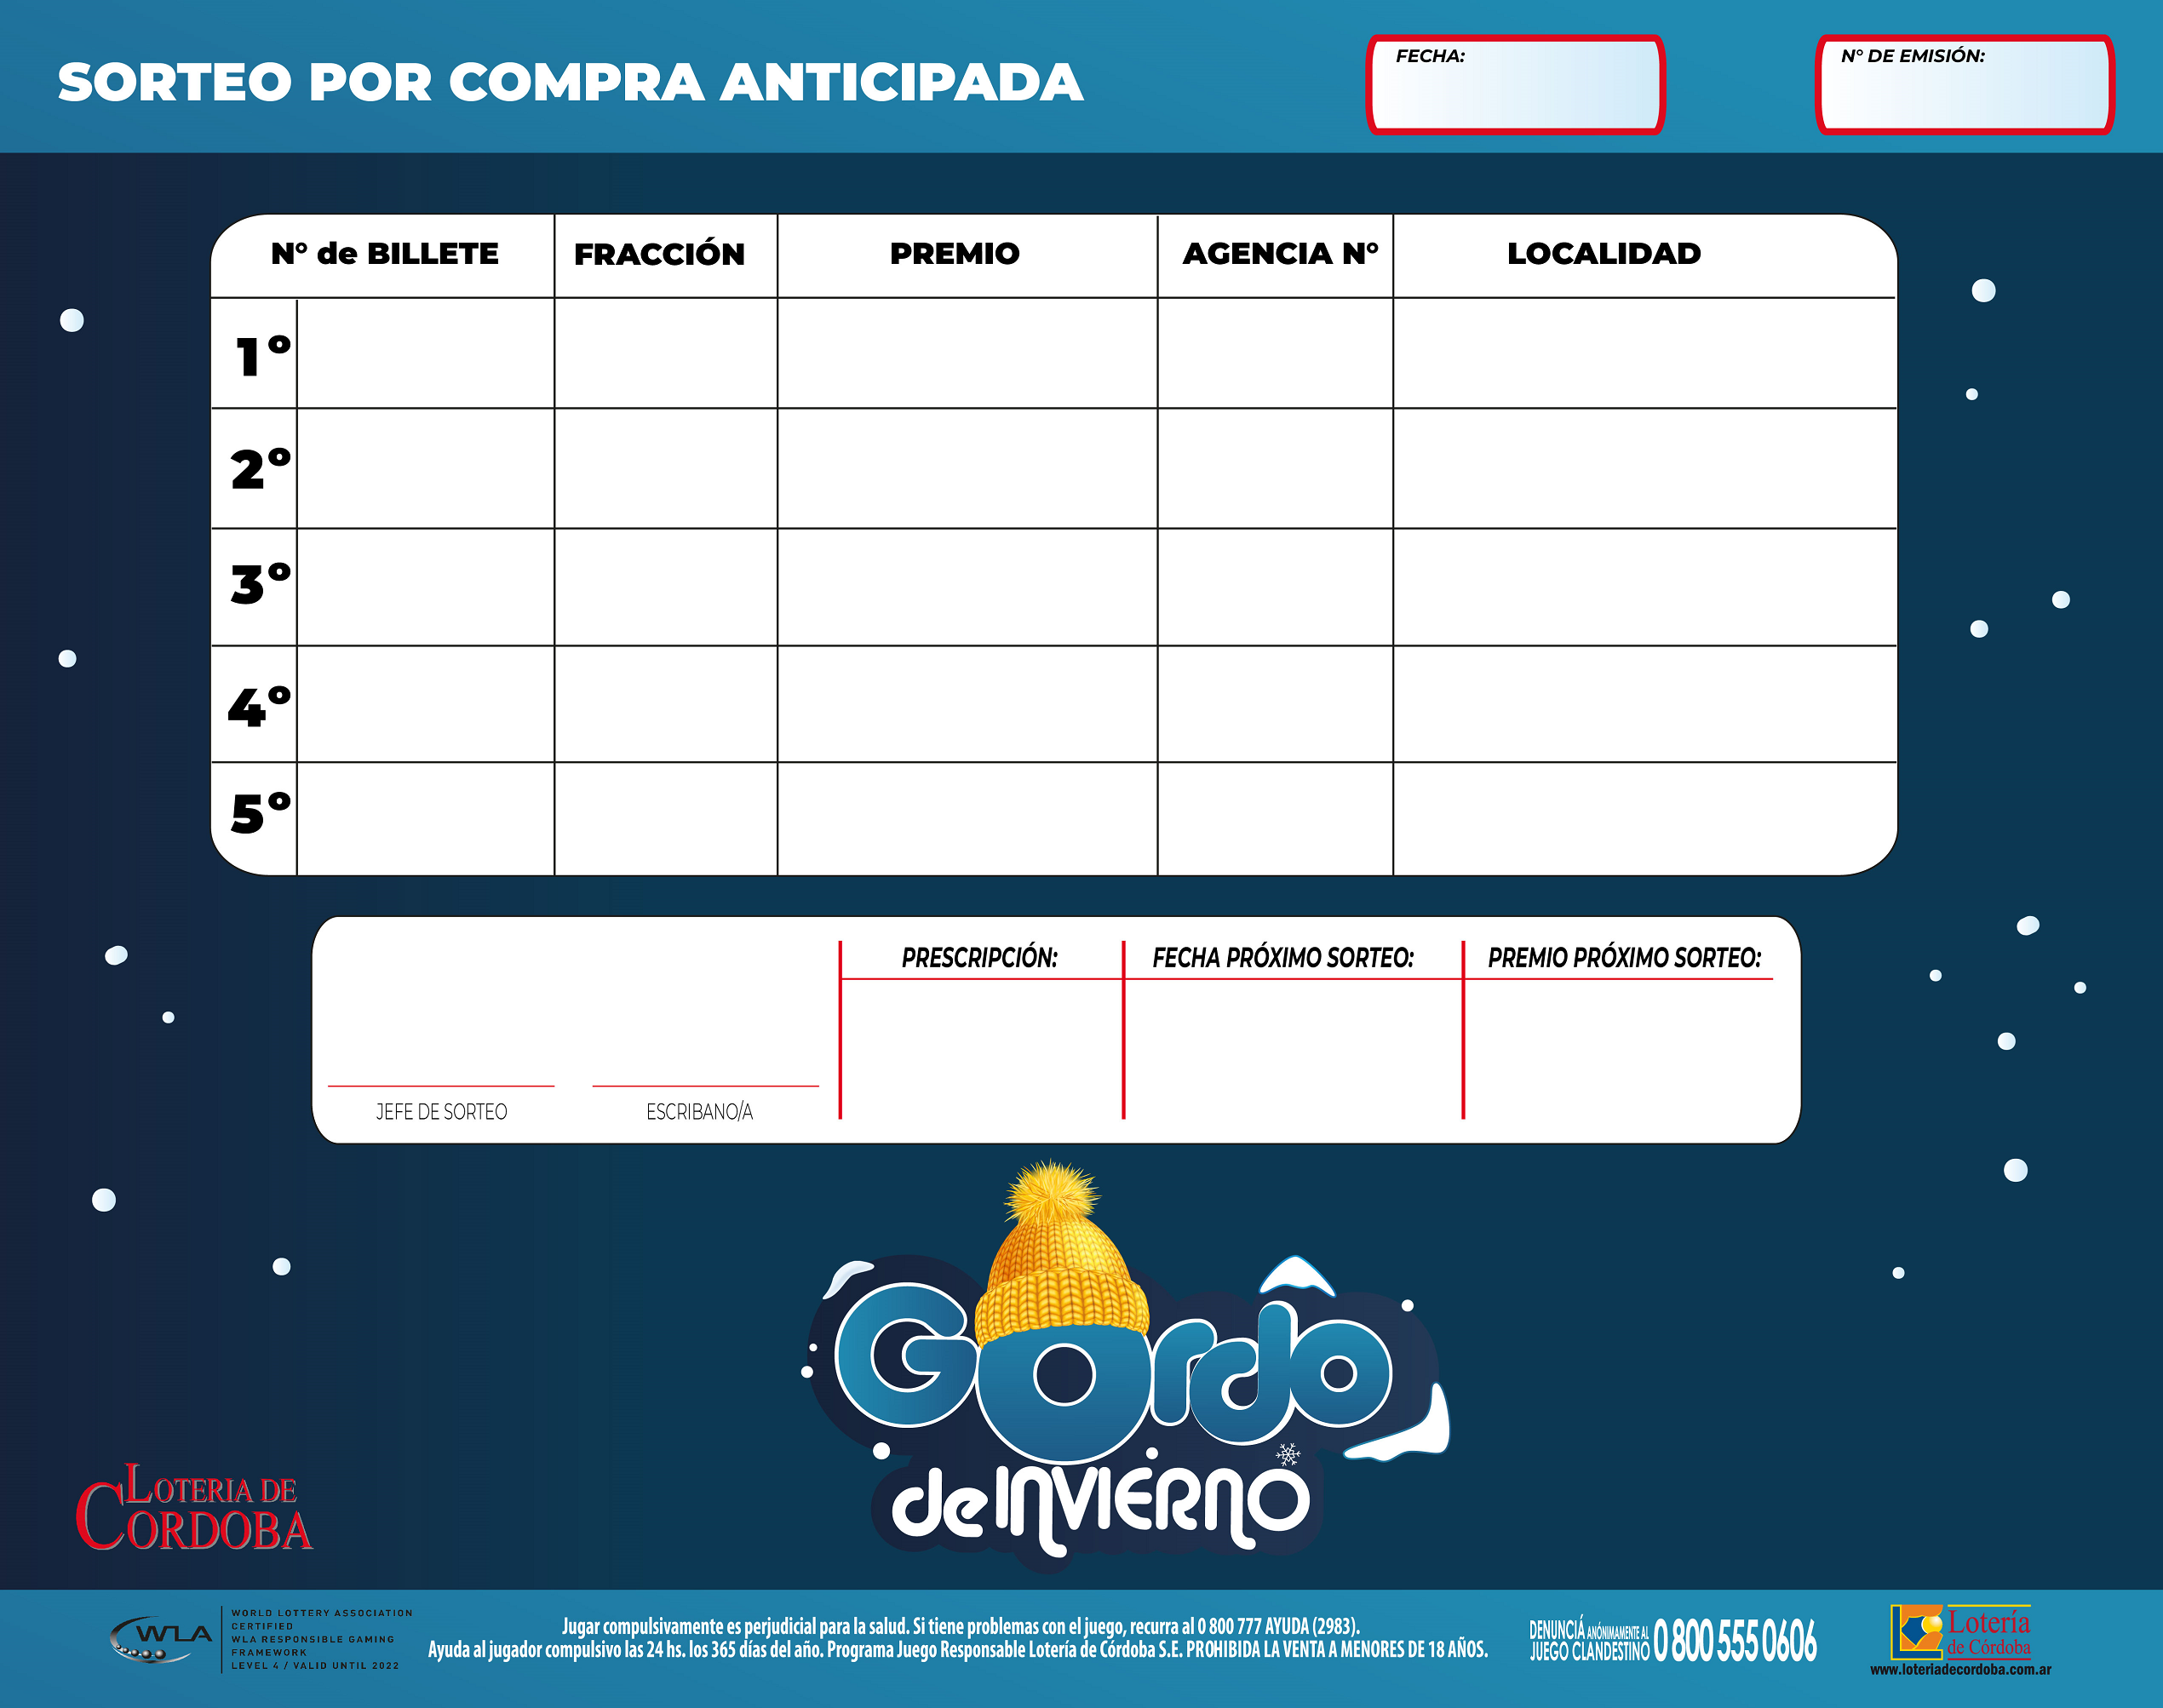 SORTEO POR COMPRA ANTICIPADA
FECHA:
N° DE EMISIÓN:
N° de BILLETE FRACCIÓN PREMIO AGENCIA N° LOCALIDAD
1º
2º
3º
4º
5º
PRESCRIPCIÓN: FECHA PRÓXIMO SORTEO: PREMIO PRÓXIMO SORTEO:
JEFE DE SORTEO ESCRIBANO/A
Gordo
de INVIERNO
LOTERIA DE
CORDOBA
WLA
WORLD LOTTERY ASSOCIATION
CERTIFIED
WLA RESPONSIBLE GAMING
FRAMEWORK
LEVEL 4 / VALID UNTIL 2022
Jugar compulsivamente es perjudicial para la salud. Si tiene problemas con el juego, recurra al 0 800 777 AYUDA (2983).
Ayuda al jugador compulsivo las 24 hs. los 365 días del año. Programa Juego Responsable Lotería de Córdoba S.E. PROHIBIDA LA VENTA A MENORES DE 18 AÑOS.
DENUNCIÁ ANÓNIMAMENTE AL
JUEGO CLANDESTINO 0 800 555 0606
Lotería
de Córdoba
www.loteriadecordoba.com.ar